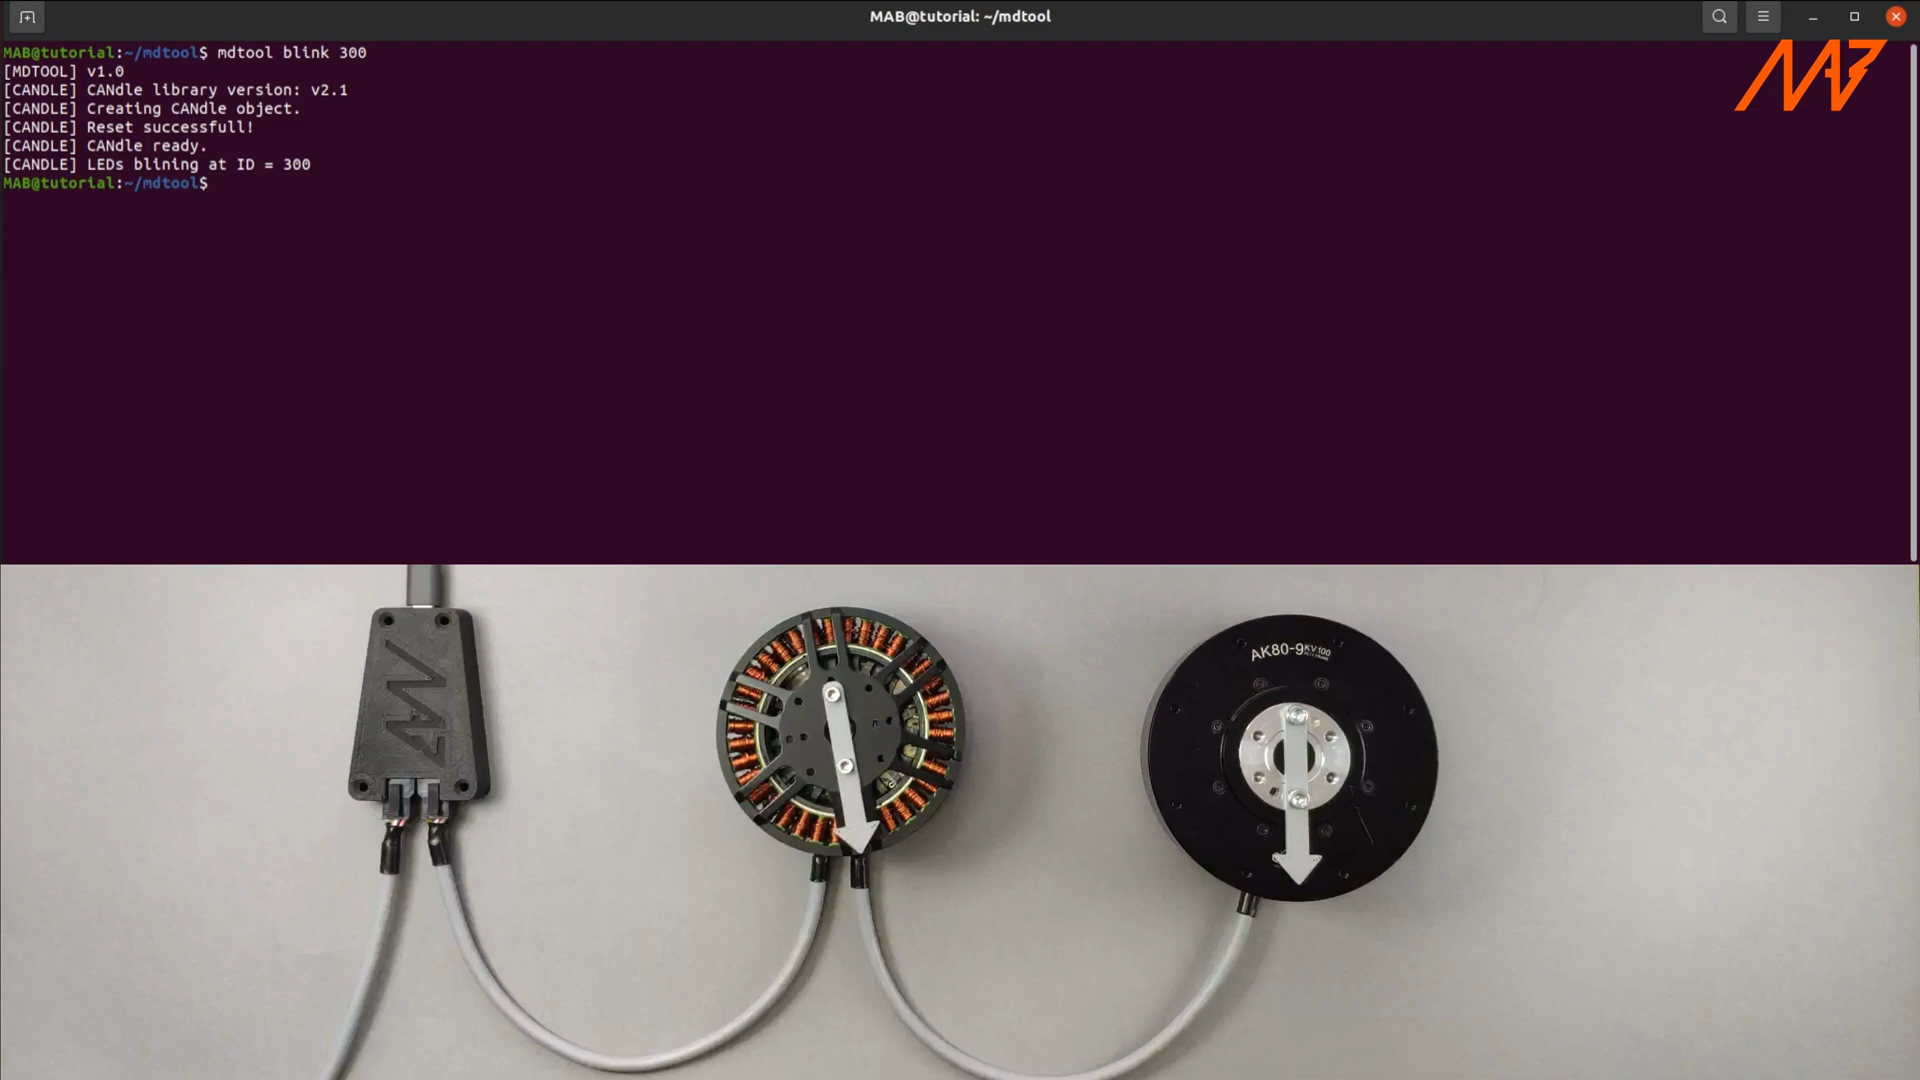 MAB@tutorial: ~/mdtool
MAB@tutorial:~/mdtool$ mdtool blink 300
[MDTOOL] v1.0
[CANDLE] CANdle library version: v2.1
[CANDLE] Creating CANdle object.
[CANDLE] Reset successfull!
[CANDLE] CANdle ready.
[CANDLE] LEDs blining at ID = 300
MAB@tutorial:~/mdtool$
MAB
AK80-9 KV100